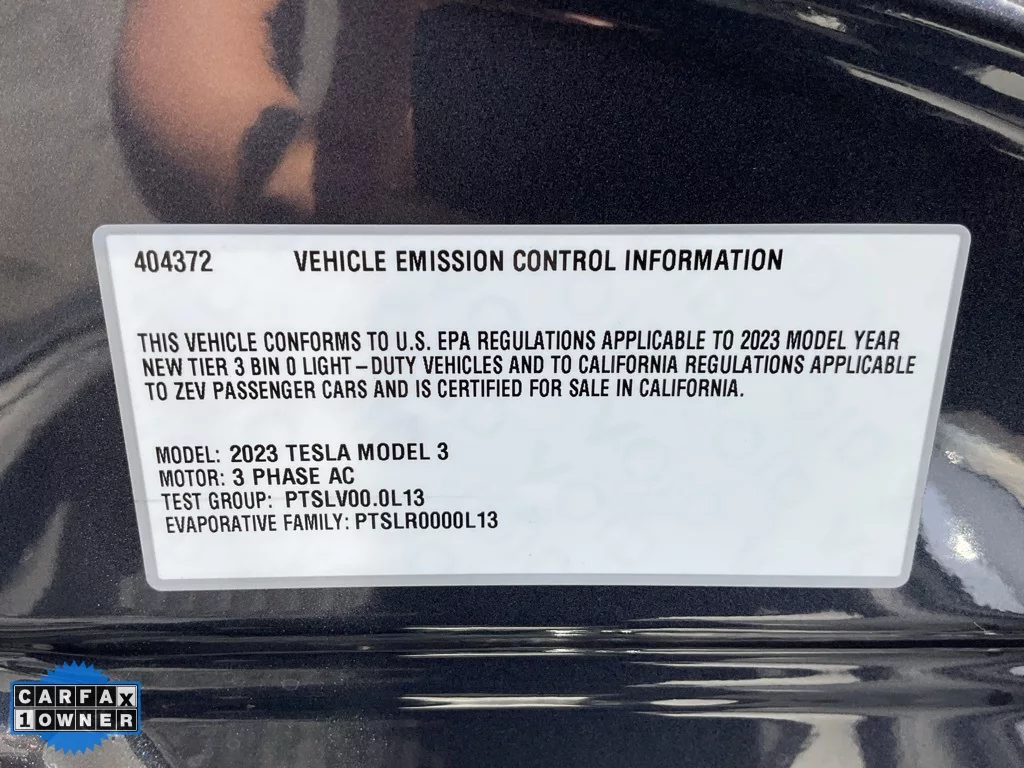 404372 VEHICLE EMISSION CONTROL INFORMATION
THIS VEHICLE CONFORMS TO U.S. EPA REGULATIONS APPLICABLE TO 2023 MODEL YEAR
NEW TIER 3 BIN 0 LIGHT-DUTY VEHICLES AND TO CALIFORNIA REGULATIONS APPLICABLE
TO ZEV PASSENGER CARS AND IS CERTIFIED FOR SALE IN CALIFORNIA.
MODEL: 2023 TESLA MODEL 3
MOTOR: 3 PHASE AC
TEST GROUP: PTSLV00.0L13
EVAPORATIVE FAMILY: PTSLR0000L13
CARFAX
1 OWNER